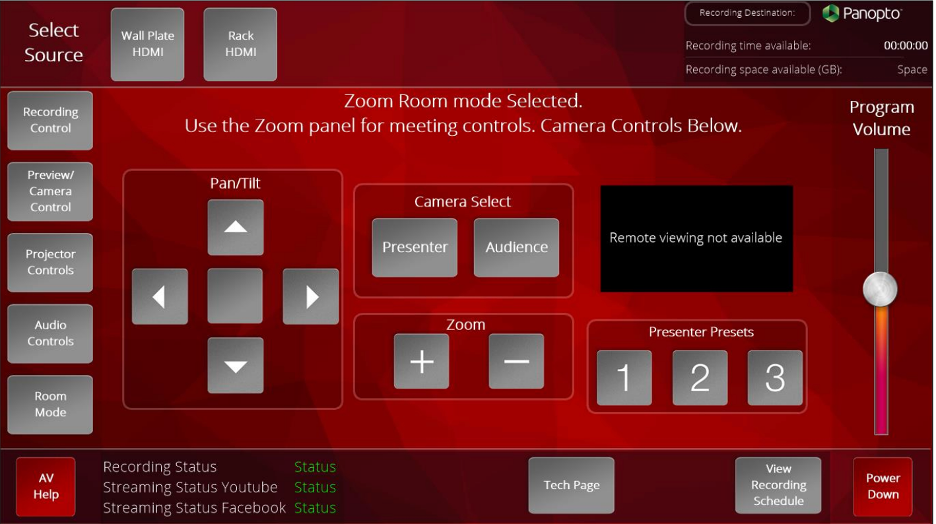 Select
Source
Wall Plate
HDMI
Rack
HDMI
Recording Destination:
Panopto
Recording time available:
00:00:00
Recording space available (GB):
Space
Recording
Control
Preview/
Camera
Control
Projector
Controls
Audio
Controls
Room
Mode
Zoom Room mode Selected.
Use the Zoom panel for meeting controls. Camera Controls Below.
Pan/Tilt
Camera Select
Presenter
Audience
Zoom
+
−
Remote viewing not available
Presenter Presets
1
2
3
Program
Volume
AV
Help
Recording Status Status
Streaming Status Youtube Status
Streaming Status Facebook Status
Tech Page
View
Recording
Schedule
Power
Down